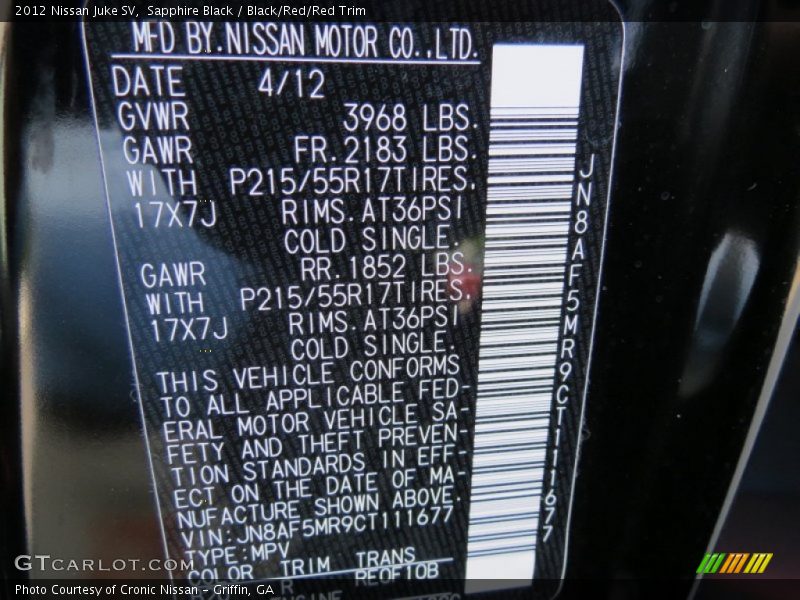 2012 Nissan Juke SV,  Sapphire Black / Black/Red/Red Trim
MFD BY.NISSAN MOTOR CO.,LTD.
DATE 4/12
GVWR 3968 LBS.
GAWR FR.2183 LBS.
WITH P215/55R17TIRES.
17X7J RIMS.AT36PSI
COLD SINGLE.
GAWR RR.1852 LBS.
WITH P215/55R17TIRES.
17X7J RIMS.AT36PSI
COLD SINGLE.
THIS VEHICLE CONFORMS
TO ALL APPLICABLE FED-
ERAL MOTOR VEHICLE SA-
FETY AND THEFT PREVEN-
TION STANDARDS IN EFF-
ECT ON THE DATE OF MA-
NUFACTURE SHOWN ABOVE.
VIN:JN8AF5MR9CT111677
TYPE:MPV
COLOR TRIM TRANS
R RE0F10B
ENGINE
JN8AF5MR9CT111677
GTCARLOT.COM
Photo Courtesy of Cronic Nissan - Griffin, GA